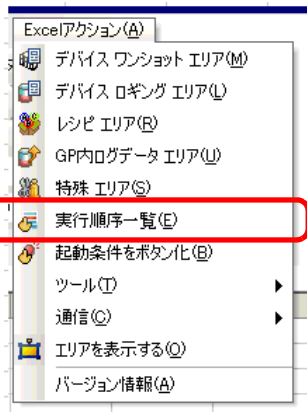 Excelアクション(A)
デバイス ワンショット エリア(M)
デバイス ロギング エリア(L)
レシピ エリア(R)
GP内ログデータ エリア(U)
特殊 エリア(S)
実行順序一覧(E)
起動条件をボタン化(B)
ツール(T)
通信(C)
エリアを表示する(O)
バージョン情報(A)